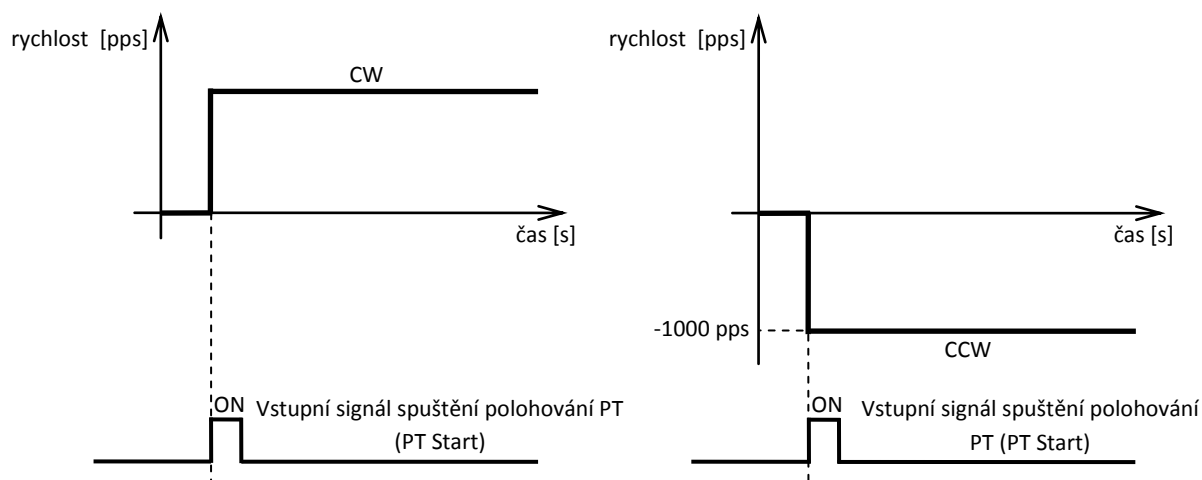 rychlost [pps]
CW
čas [s]
ON Vstupní signál spuštění polohování PT
(PT Start)
rychlost [pps]
čas [s]
-1000 pps
CCW
ON Vstupní signál spuštění polohování
PT (PT Start)